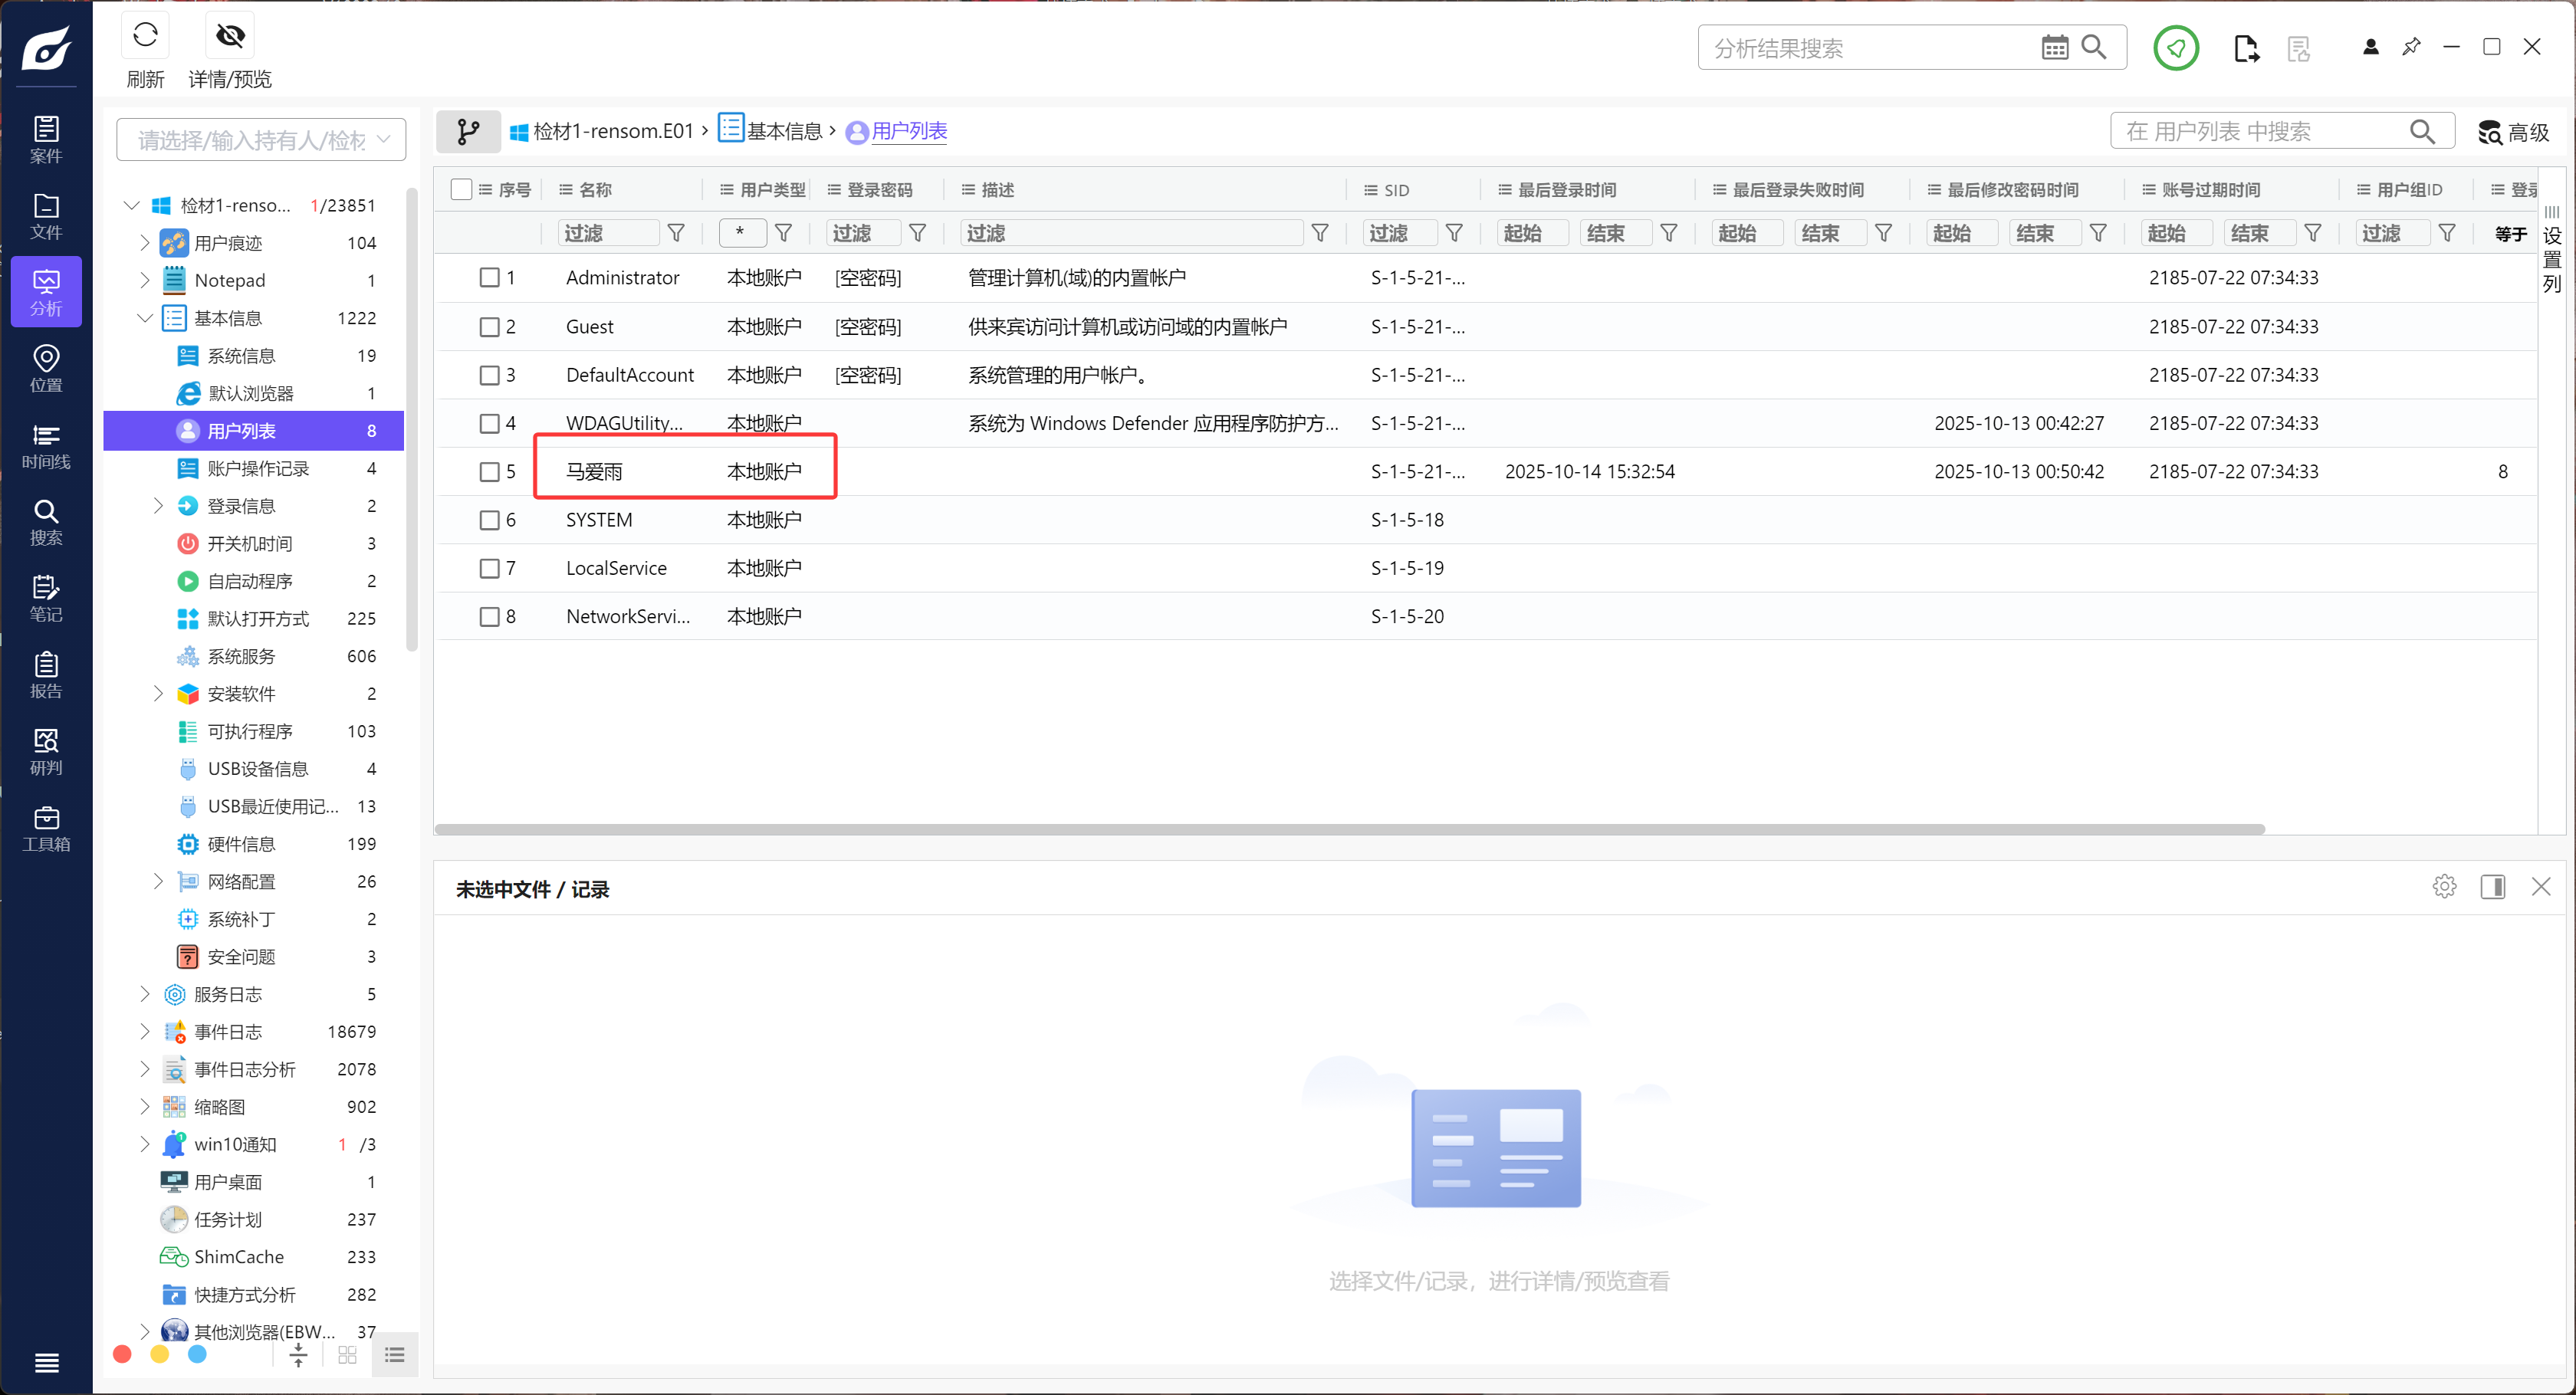 刷新
详情/预览
分析结果搜索
案件
文件
分析
位置
时间线
搜索
笔记
报告
研判
工具箱
请选择/输入持有人/检材
检材1-renso... 1/23851
用户痕迹 104
Notepad 1
基本信息 1222
系统信息 19
默认浏览器 1
用户列表 8
账户操作记录 4
登录信息 2
开关机时间 3
自启动程序 2
默认打开方式 225
系统服务 606
安装软件 2
可执行程序 103
USB设备信息 4
USB最近使用记... 13
硬件信息 199
网络配置 26
系统补丁 2
安全问题 3
服务日志 5
事件日志 18679
事件日志分析 2078
缩略图 902
win10通知 1 /3
用户桌面 1
任务计划 237
ShimCache 233
快捷方式分析 282
其他浏览器(EBW... 37
检材1-rensom.E01 › 基本信息 › 用户列表
在 用户列表 中搜索
高级
序号 名称 用户类型 登录密码 描述 SID 最后登录时间 最后登录失败时间 最后修改密码时间 账号过期时间 用户组ID 登录
过滤 * 过滤 过滤 过滤 起始 结束 起始 结束 起始 结束 起始 结束 过滤 等于
设置列
1 Administrator 本地账户 [空密码] 管理计算机(域)的内置帐户 S-1-5-21-... 2185-07-22 07:34:33
2 Guest 本地账户 [空密码] 供来宾访问计算机或访问域的内置帐户 S-1-5-21-... 2185-07-22 07:34:33
3 DefaultAccount 本地账户 [空密码] 系统管理的用户帐户。 S-1-5-21-... 2185-07-22 07:34:33
4 WDAGUtility... 本地账户 系统为 Windows Defender 应用程序防护方... S-1-5-21-... 2025-10-13 00:42:27 2185-07-22 07:34:33
5 马爱雨 本地账户 S-1-5-21-... 2025-10-14 15:32:54 2025-10-13 00:50:42 2185-07-22 07:34:33 8
6 SYSTEM 本地账户 S-1-5-18
7 LocalService 本地账户 S-1-5-19
8 NetworkServi... 本地账户 S-1-5-20
未选中文件 / 记录
选择文件/记录，进行详情/预览查看